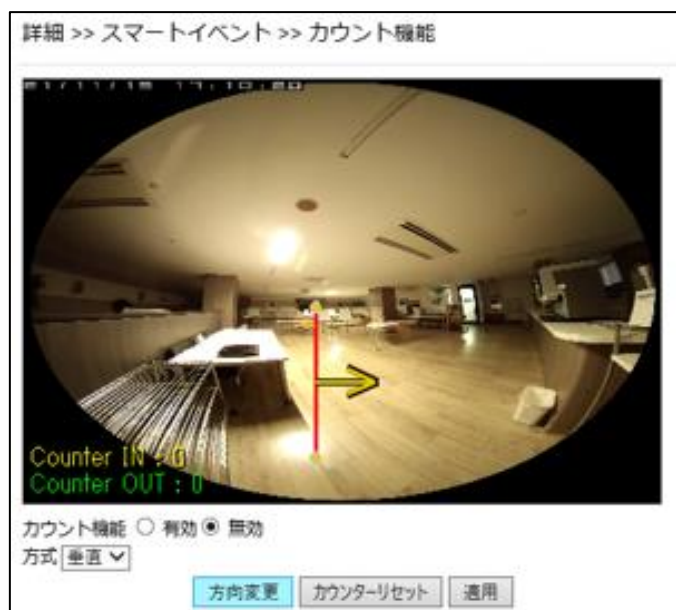 詳細 >> スマートイベント >> カウント機能
Counter IN : 0
Counter OUT : 0
カウント機能 有効 無効
方式 垂直
方向変更 カウンターリセット 適用